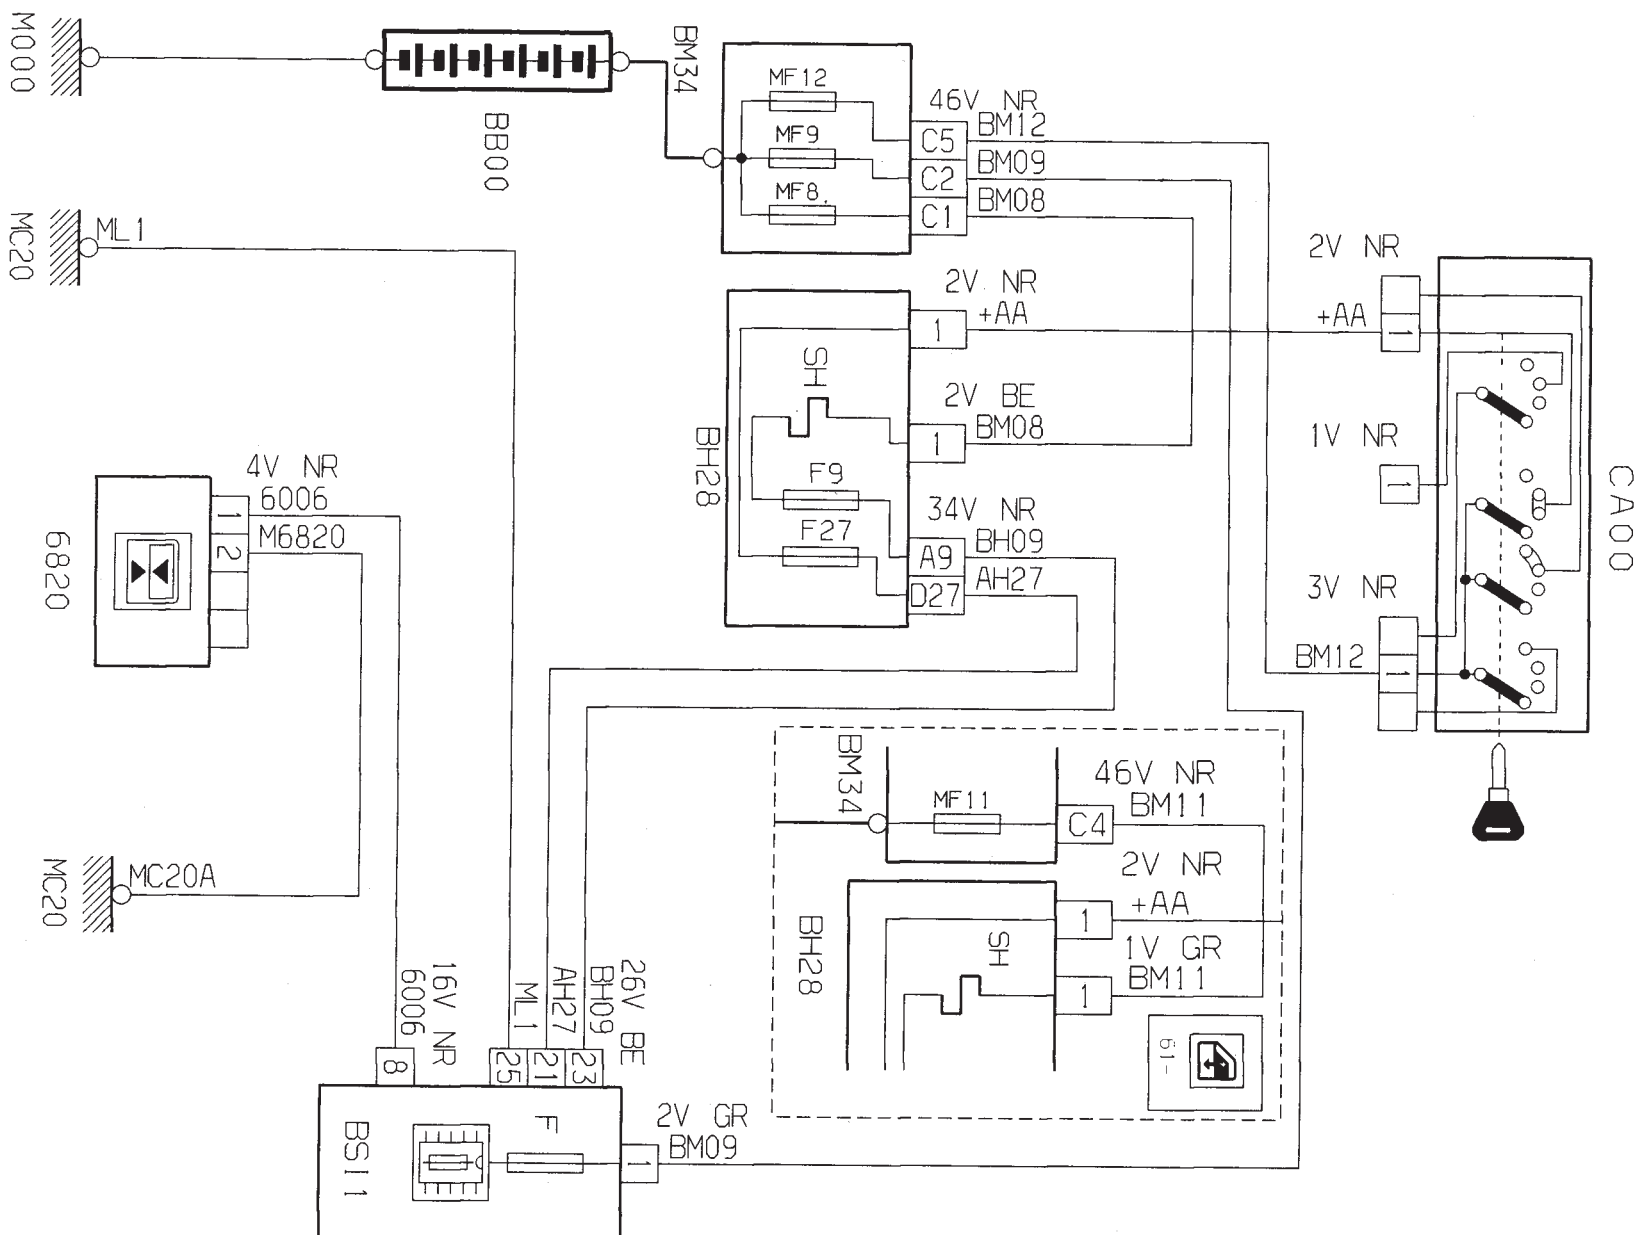 M000
BB00
BM34
MF12
MF9
MF8
46V NR
BM12
C5
BM09
C2
BM08
C1
MC20
ML1
2V NR
+AA
1
SH
2V BE
BM08
1
BH28
F9
F27
34V NR
BH09
A9
AH27
D27
2V NR
+AA
1
1V NR
1
3V NR
BM12
1
CA00
4V NR
6006
1
M6820
2
6820
MC20
MC20A
BM34
MF11
46V NR
BM11
C4
2V NR
+AA
1
1V GR
BM11
1
SH
BH28
61-
16V NR
6006
8
ML1
25
AH27
21
26V BE
BH09
23
F
BSI1
2V GR
BM09
1